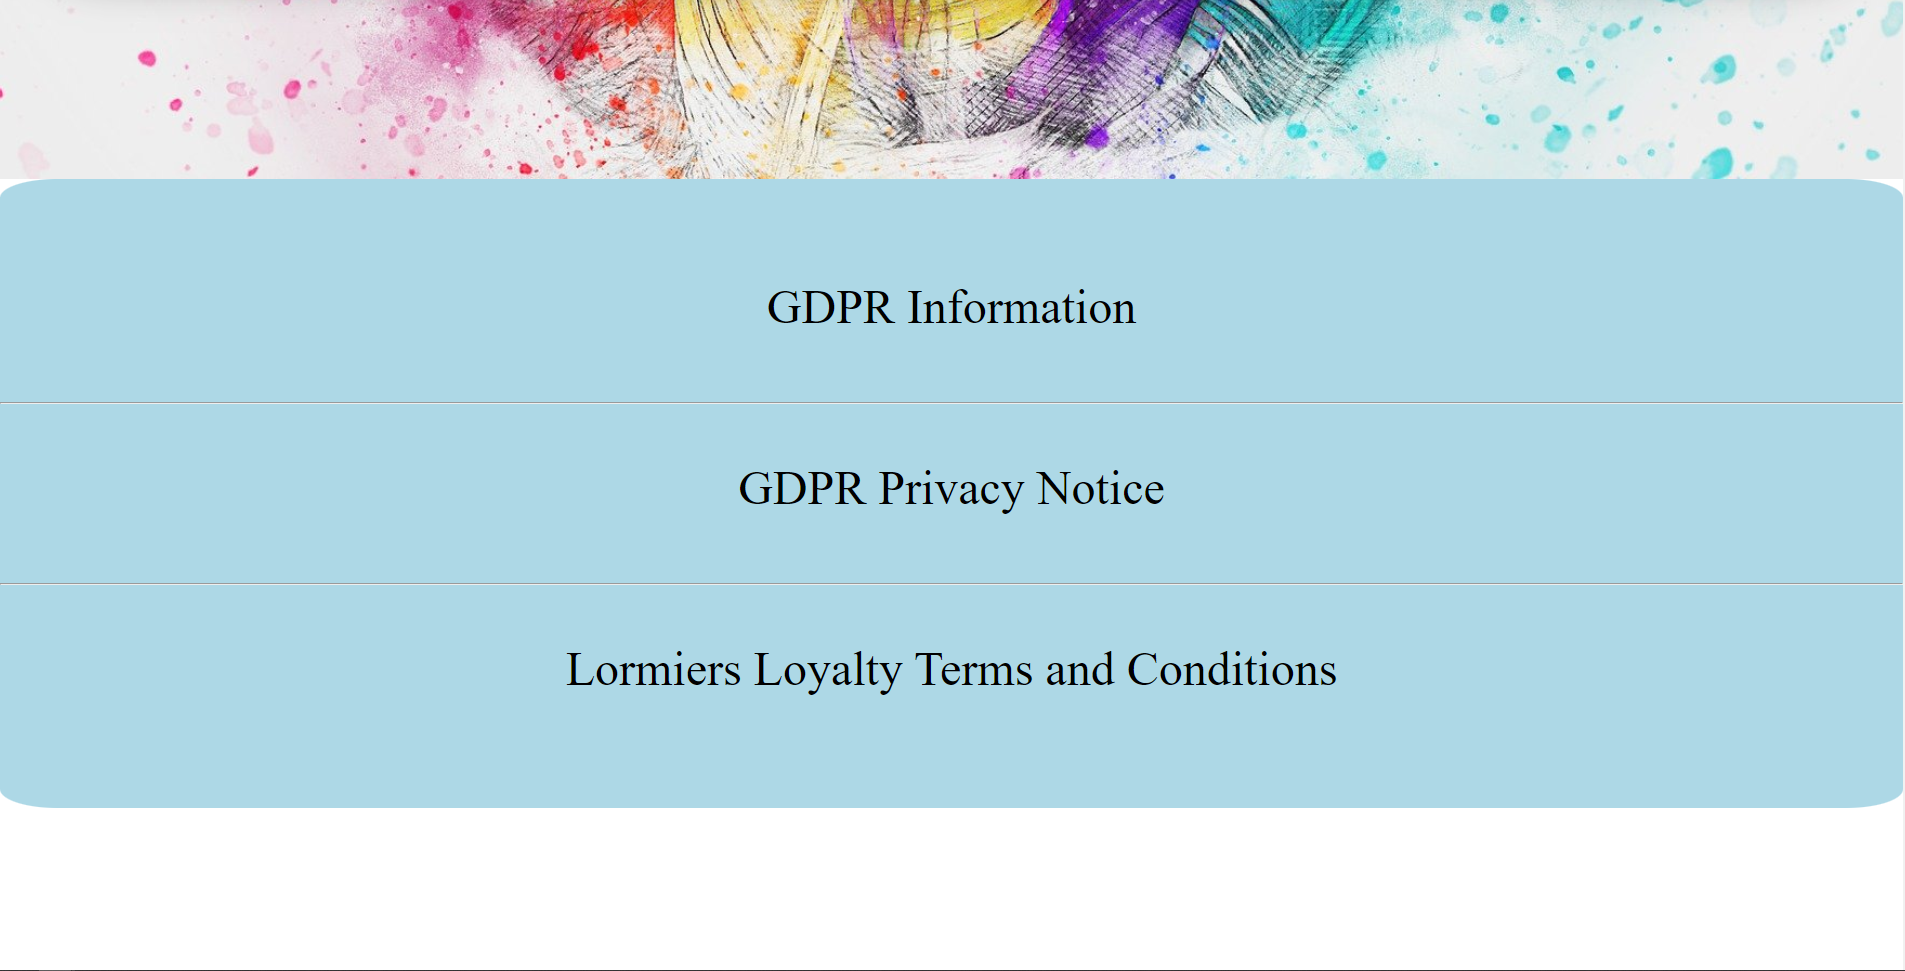 GDPR Information
GDPR Privacy Notice
Lormiers Loyalty Terms and Conditions